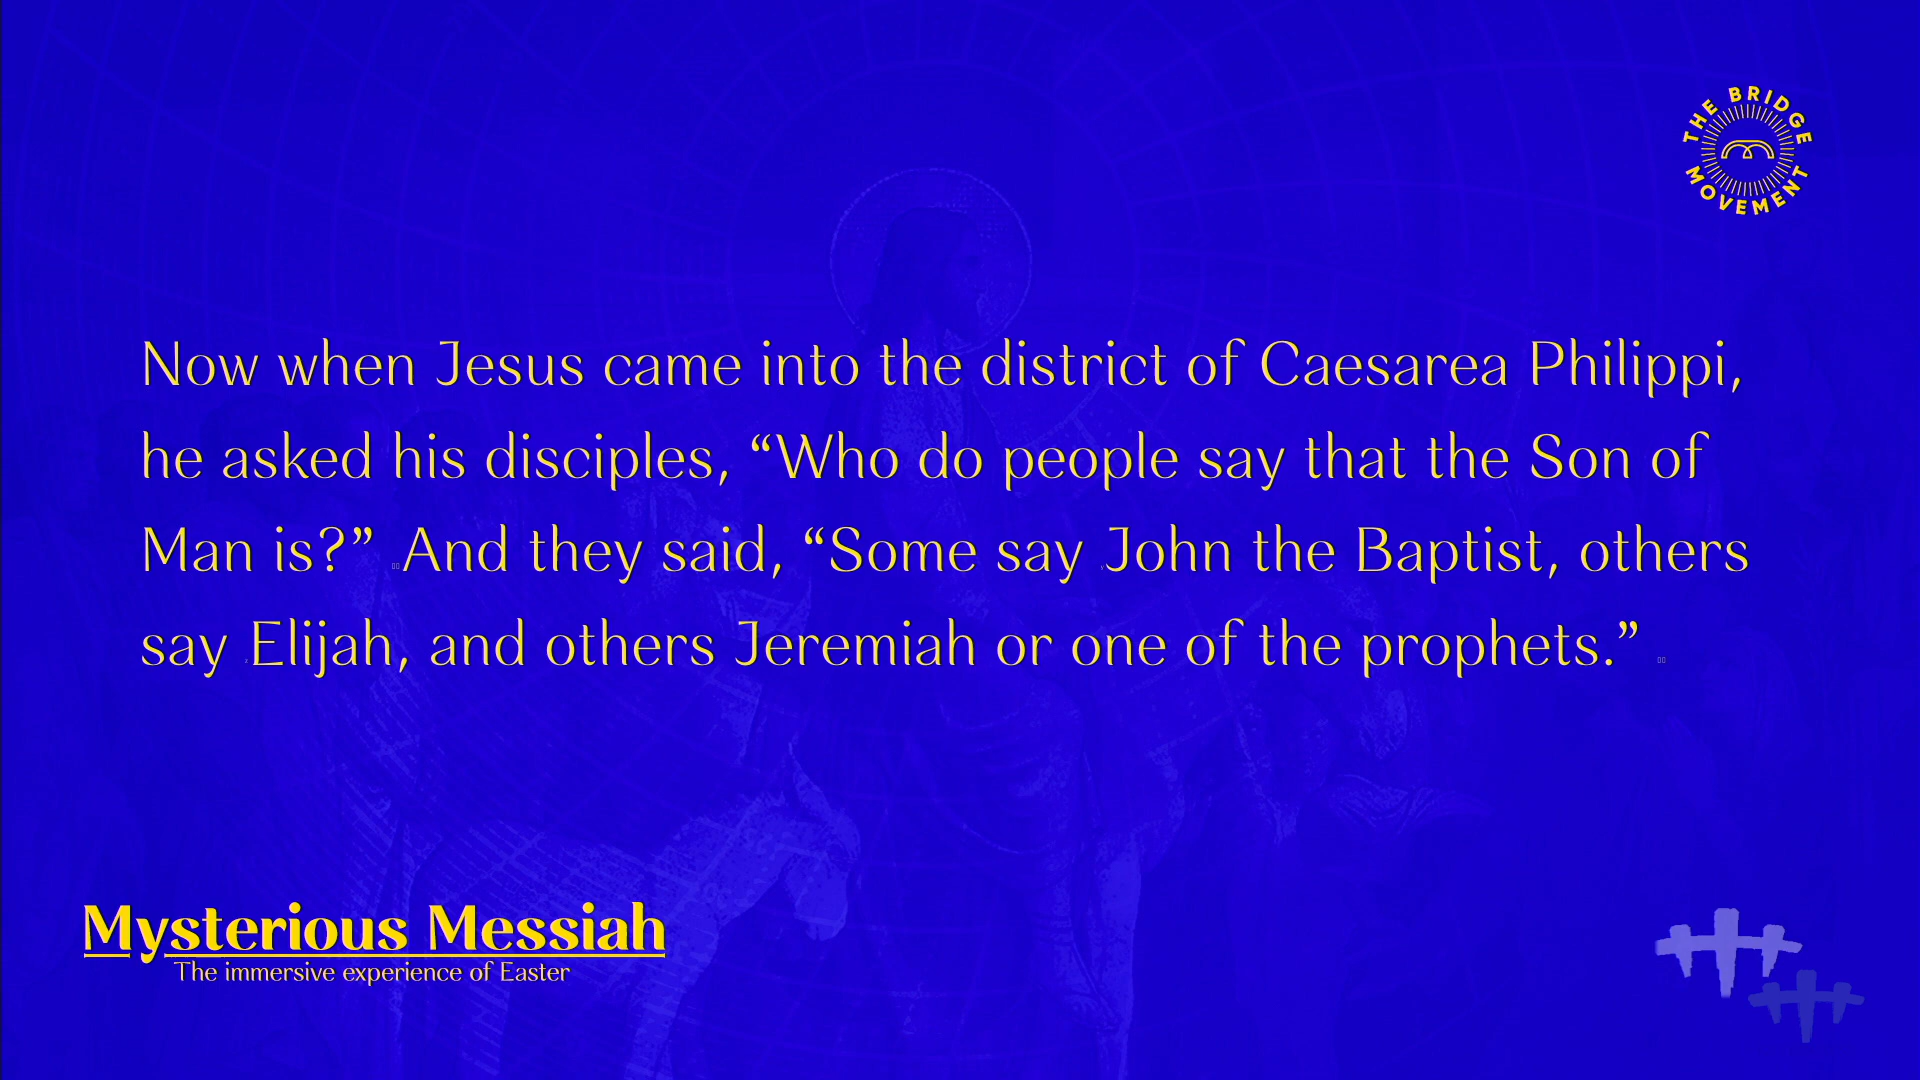 THE BRIDGE
MOVEMENT
Now when Jesus came into the district of Caesarea Philippi,
he asked his disciples, “Who do people say that the Son of
Man is?” And they said, “Some say John the Baptist, others
say Elijah, and others Jeremiah or one of the prophets.”
Mysterious Messiah
The immersive experience of Easter